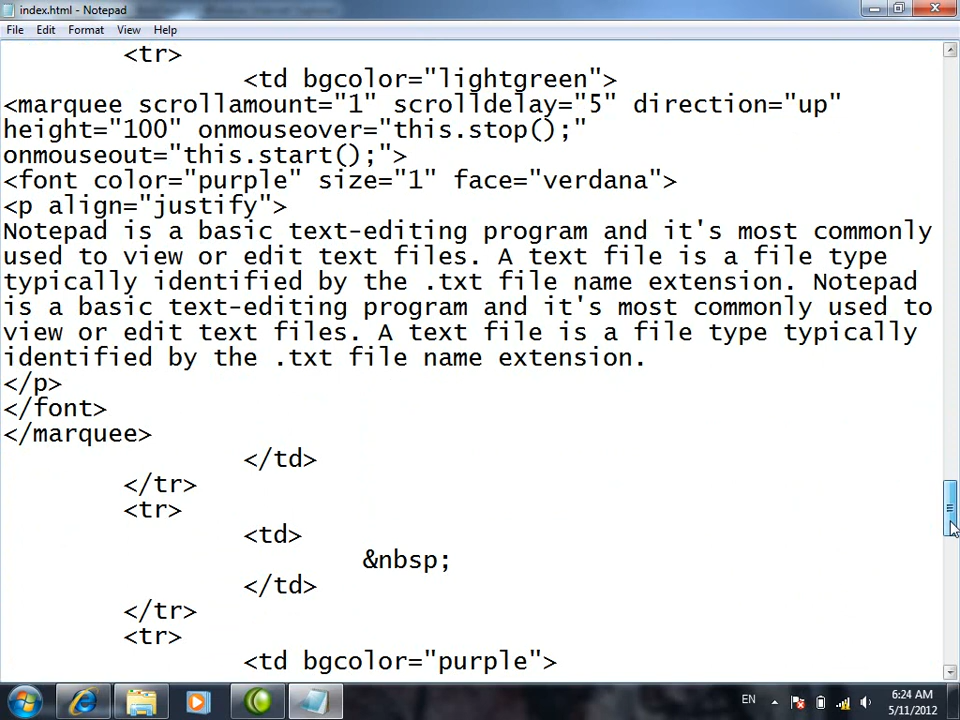 index.html - Notepad
File Edit Format View Help
<tr>
<td bgcolor="lightgreen">
<marquee scrollamount="1" scrolldelay="5" direction="up"
height="100" onmouseover="this.stop();"
onmouseout="this.start();">
<font color="purple" size="1" face="verdana">
<p align="justify">
Notepad is a basic text-editing program and it's most commonly
used to view or edit text files. A text file is a file type
typically identified by the .txt file name extension. Notepad
is a basic text-editing program and it's most commonly used to
view or edit text files. A text file is a file type typically
identified by the .txt file name extension.
</p>
</font>
</marquee>
</td>
</tr>
<tr>
<td>
&nbsp;
</td>
</tr>
<tr>
<td bgcolor="purple">
EN
6:24 AM
5/11/2012